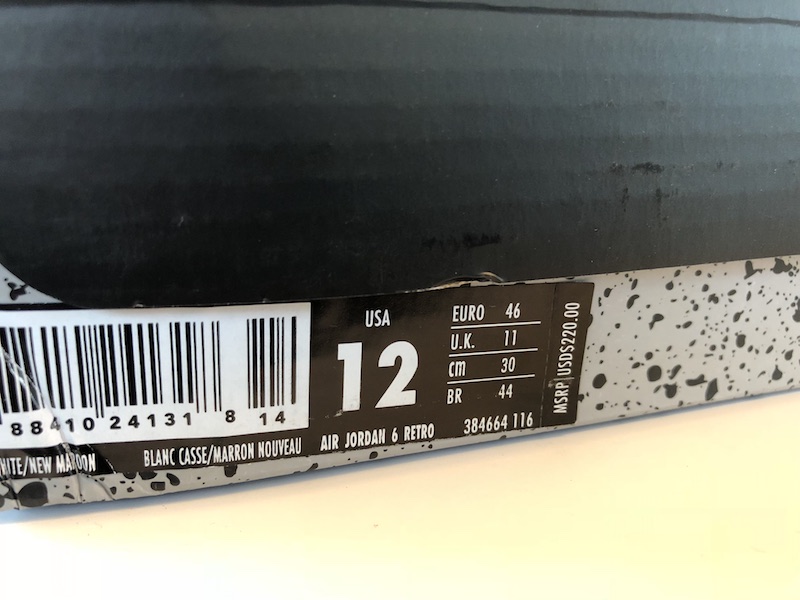 88410 24131 8 14
/NEW MAROON
BLANC CASSE/MARRON NOUVEAU
USA
12
AIR JORDAN 6 RETRO
EURO 46
U.K. 11
cm 30
BR 44
384664 116
MSRP USD$220.00